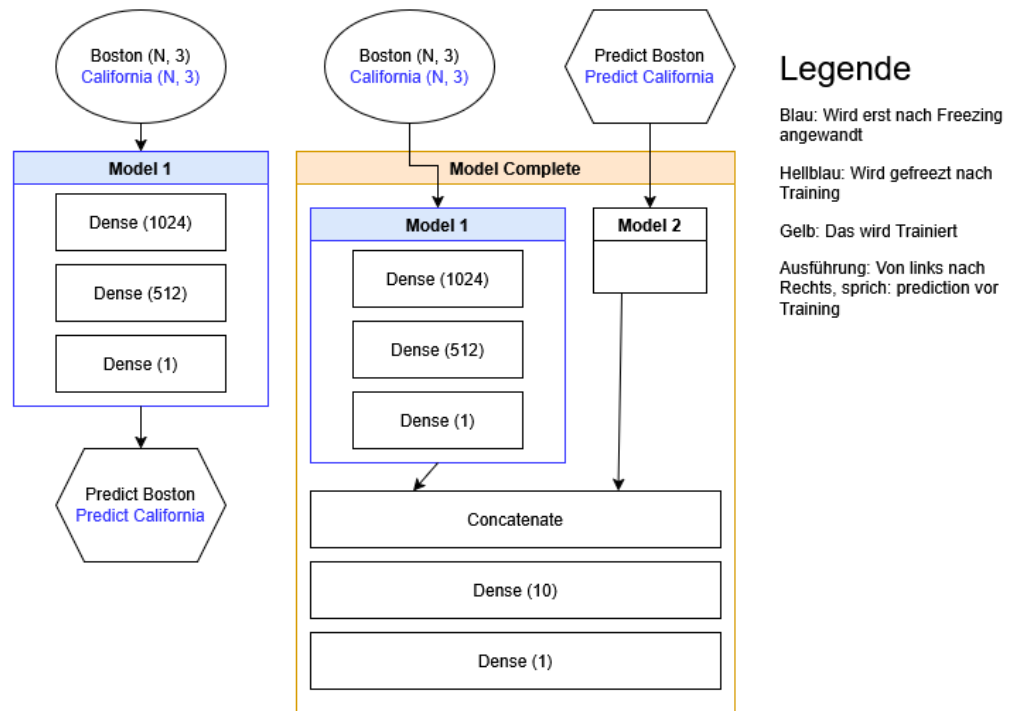 Boston (N, 3)
California (N, 3)
Model 1
Dense (1024)
Dense (512)
Dense (1)
Predict Boston
Predict California
Boston (N, 3)
California (N, 3)
Predict Boston
Predict California
Model Complete
Model 1
Dense (1024)
Dense (512)
Dense (1)
Model 2
Concatenate
Dense (10)
Dense (1)
Legende
Blau: Wird erst nach Freezing
angewandt
Hellblau: Wird gefreezt nach
Training
Gelb: Das wird Trainiert
Ausführung: Von links nach
Rechts, sprich: prediction vor
Training